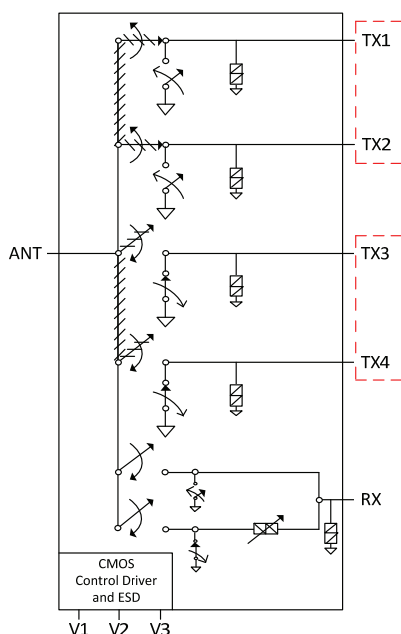 TX1
TX2
ANT
TX3
TX4
RX
CMOS
Control Driver
and ESD
V1 V2 V3